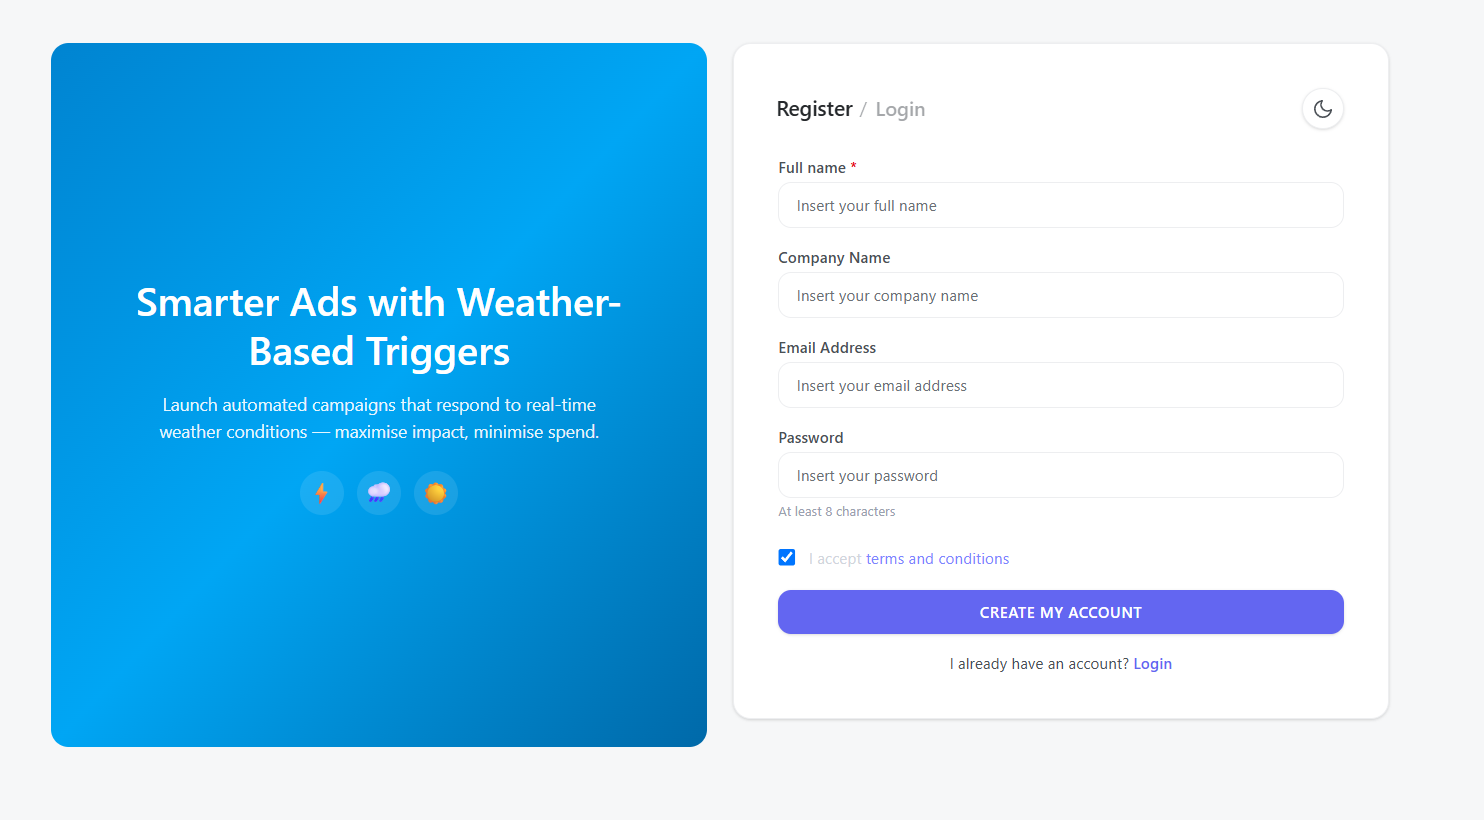 Smarter Ads with Weather-
Based Triggers
Launch automated campaigns that respond to real-time
weather conditions — maximise impact, minimise spend.
Register / Login
Full name *
Insert your full name
Company Name
Insert your company name
Email Address
Insert your email address
Password
Insert your password
At least 8 characters
I accept terms and conditions
CREATE MY ACCOUNT
I already have an account? Login